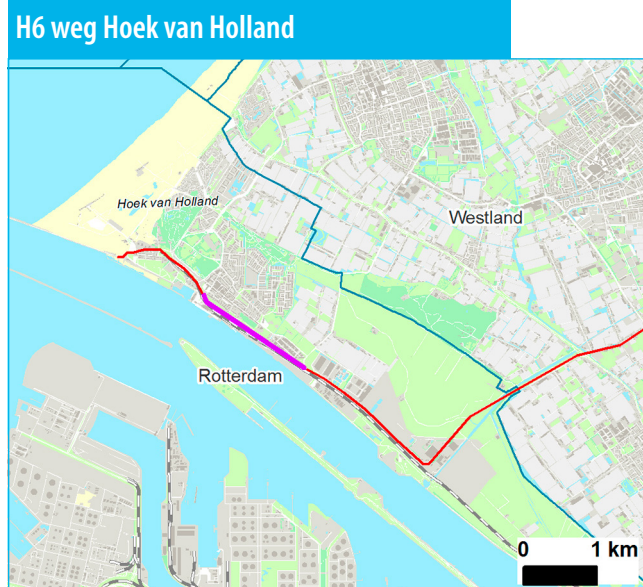 H6 weg Hoek van Holland
Hoek van Holland
Westland
Rotterdam
0 1 km